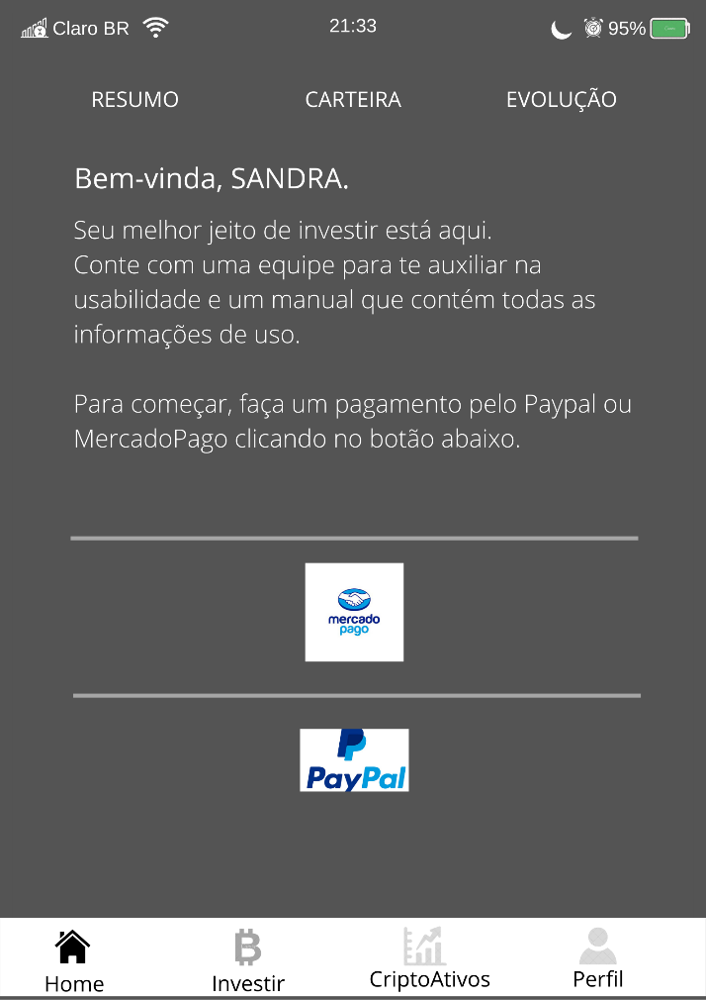 Claro BR 21:33 95%
RESUMO CARTEIRA EVOLUÇÃO
Bem-vinda, SANDRA.
Seu melhor jeito de investir está aqui.
Conte com uma equipe para te auxiliar na
usabilidade e um manual que contém todas as
informações de uso.
Para começar, faça um pagamento pelo Paypal ou
MercadoPago clicando no botão abaixo.
mercado
pago
PayPal
Home Investir CriptoAtivos Perfil